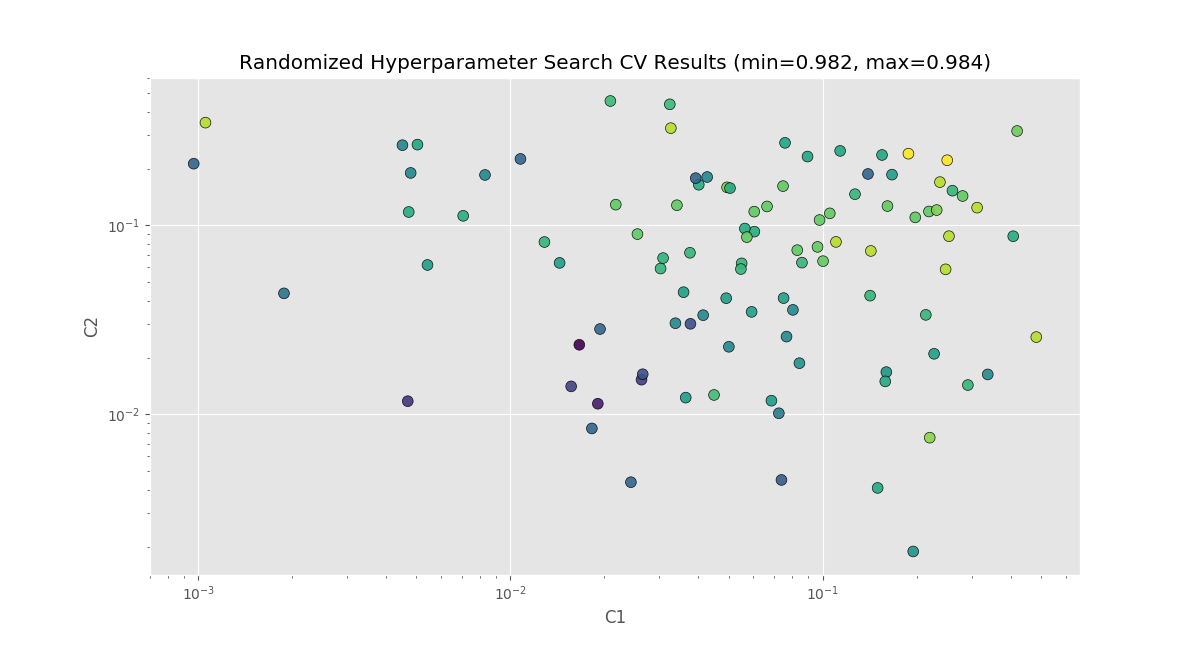 Randomized Hyperparameter Search CV Results (min=0.982, max=0.984)
C2
10⁻¹
10⁻²
10⁻³ 10⁻² 10⁻¹
C1